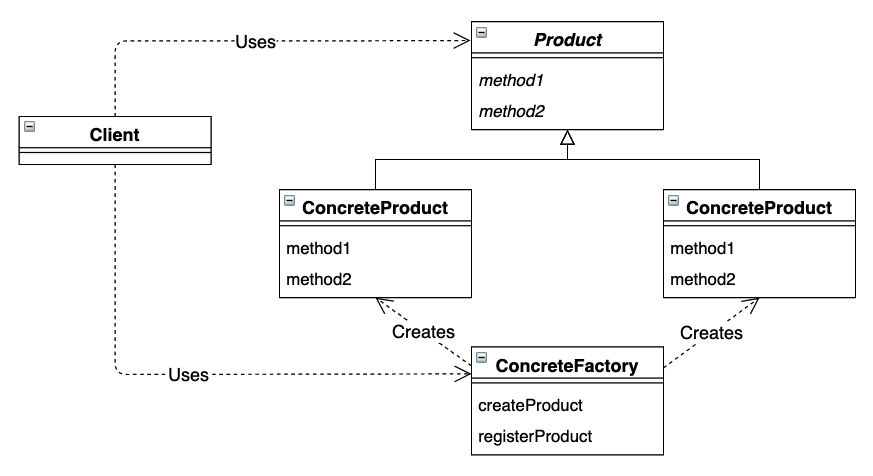 Uses
Product
method1
method2
Client
ConcreteProduct
method1
method2
ConcreteProduct
method1
method2
Creates
Creates
Uses
ConcreteFactory
createProduct
registerProduct